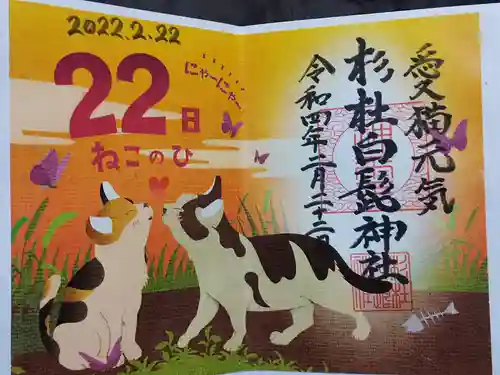 2022.2.22
にゃーにゃー
22日
ねこのひ
愛猫元気
杉杜白髭神社
令和四年二月二十二日